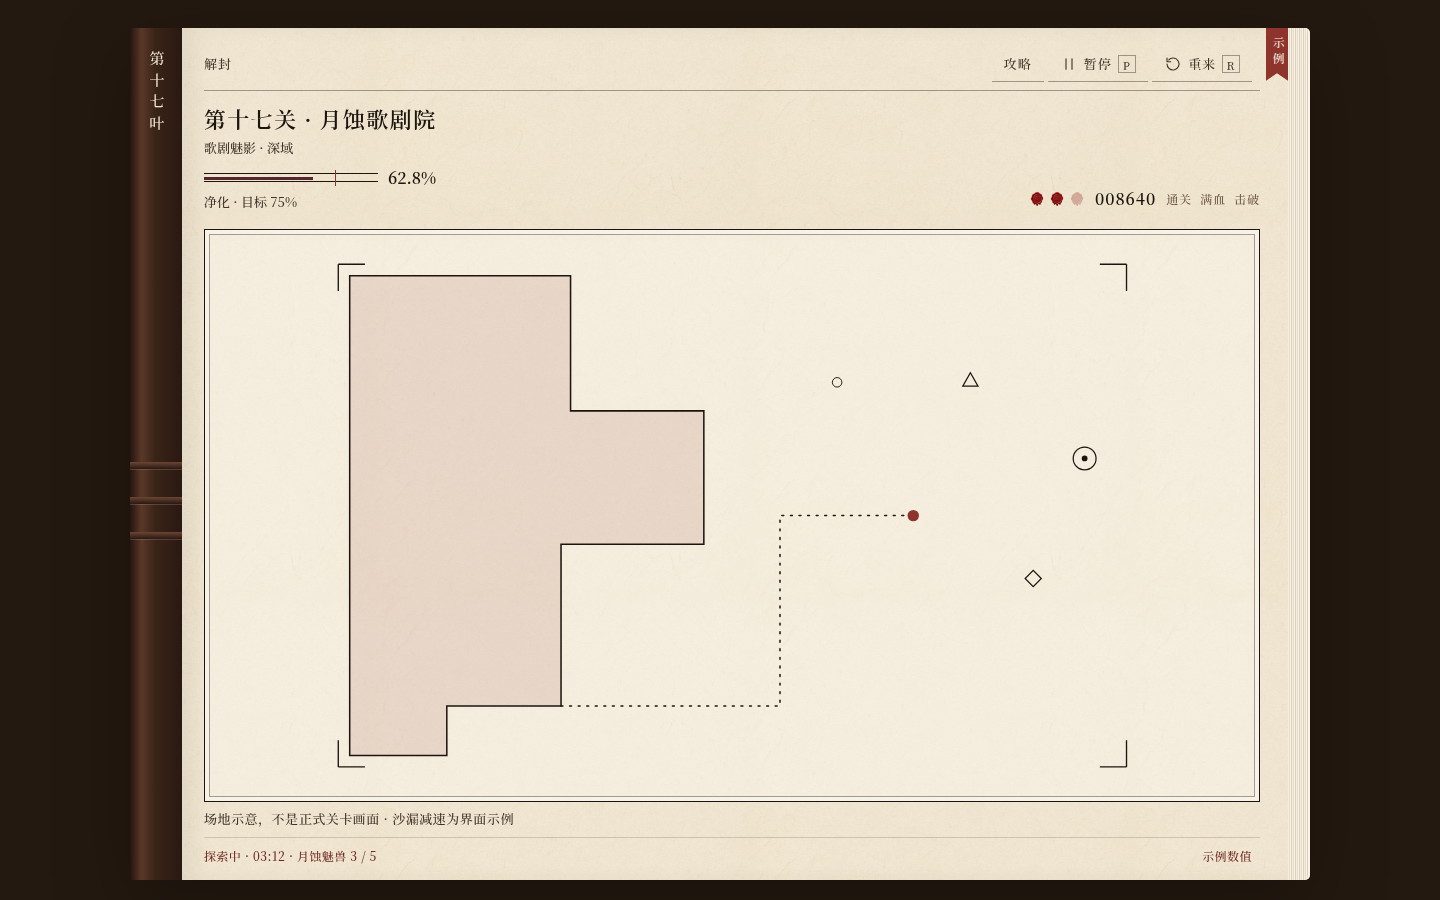 第十七叶
解封
攻略
暂停 P
重来 R
示例
第十七关 · 月蚀歌剧院
歌剧魅影 · 深域
62.8%
净化 · 目标 75%
008640 通关 满血 击破
场地示意，不是正式关卡画面 · 沙漏减速为界面示例
探索中 · 03:12 · 月蚀魅兽 3 / 5
示例数值